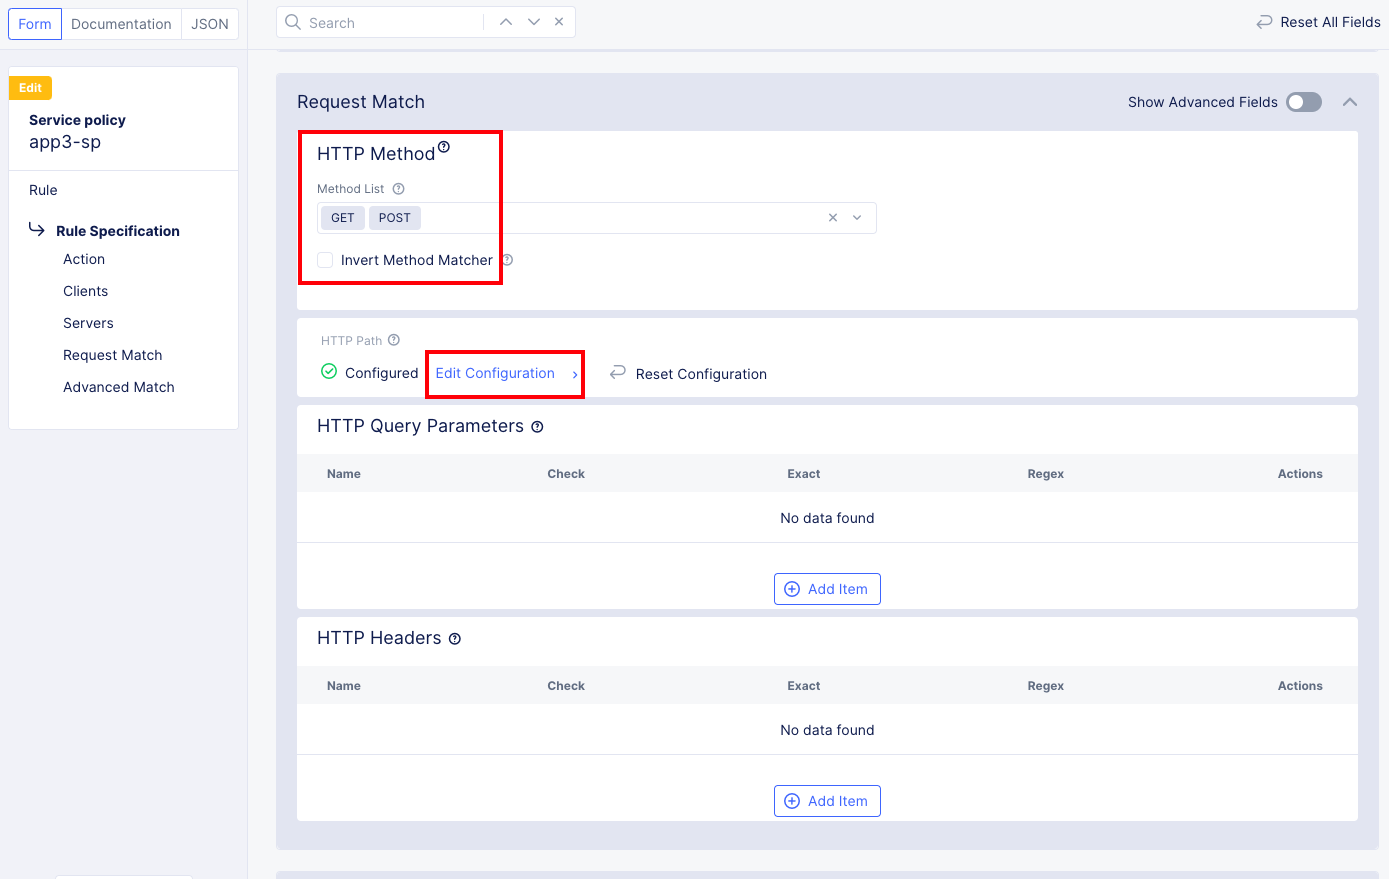 Form Documentation JSON
Search
Reset All Fields
Edit
Service policy
app3-sp
Rule
Rule Specification
Action
Clients
Servers
Request Match
Advanced Match
Request Match
Show Advanced Fields
HTTP Method
Method List
GET POST
Invert Method Matcher
HTTP Path
Configured Edit Configuration Reset Configuration
HTTP Query Parameters
Name Check Exact Regex Actions
No data found
Add Item
HTTP Headers
Name Check Exact Regex Actions
No data found
Add Item